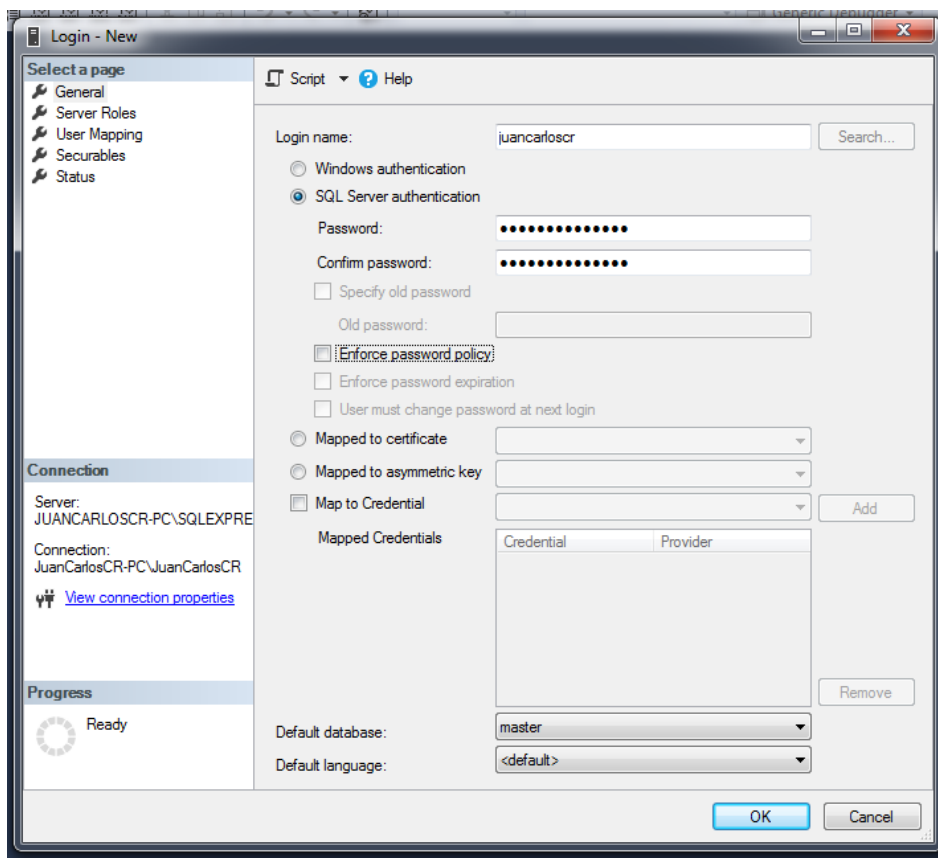 Generic Debugger
Login - New
Select a page
General
Server Roles
User Mapping
Securables
Status
Script
Help
Login name:
juancarloscr
Search...
Windows authentication
SQL Server authentication
Password:
●●●●●●●●●●●●●●
Confirm password:
●●●●●●●●●●●●●●
Specify old password
Old password:
Enforce password policy
Enforce password expiration
User must change password at next login
Mapped to certificate
Mapped to asymmetric key
Map to Credential
Add
Mapped Credentials
Credential Provider
Remove
Default database:
master
Default language:
<default>
Connection
Server:
JUANCARLOSCR-PC\SQLEXPRE
Connection:
JuanCarlosCR-PC\JuanCarlosCR
View connection properties
Progress
Ready
OK
Cancel